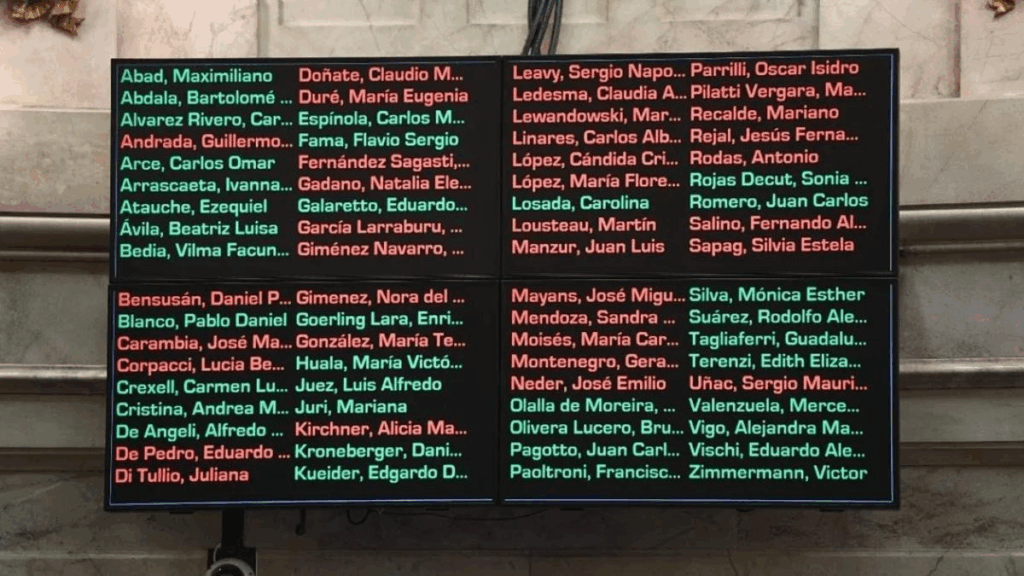 Abad, Maximiliano
Abdala, Bartolomé ...
Alvarez Rivero, Car...
Andrada, Guillermo...
Arce, Carlos Omar
Arrascaeta, Ivanna...
Atauche, Ezequiel
Ávila, Beatriz Luisa
Bedia, Vilma Facun...
Bensusán, Daniel P...
Blanco, Pablo Daniel
Carambia, José Ma...
Corpacci, Lucia Be...
Crexell, Carmen Lu...
Cristina, Andrea M...
De Angeli, Alfredo ...
De Pedro, Eduardo ...
Di Tullio, Juliana
Doñate, Claudio M...
Duré, María Eugenia
Espínola, Carlos M...
Fama, Flavio Sergio
Fernández Sagasti,...
Gadano, Natalia Ele...
Galaretto, Eduardo...
García Larraburu, ...
Giménez Navarro, ...
Gimenez, Nora del ...
Goerling Lara, Enri...
González, María Te...
Huala, María Victó...
Juez, Luis Alfredo
Juri, Mariana
Kirchner, Alicia Ma...
Kroneberger, Dani...
Kueider, Edgardo D...
Leavy, Sergio Napo...
Ledesma, Claudia A...
Lewandowski, Mar...
Linares, Carlos Alb...
López, Cándida Cri...
López, María Flore...
Losada, Carolina
Lousteau, Martín
Manzur, Juan Luis
Mayans, José Migu...
Mendoza, Sandra ...
Moisés, María Car...
Montenegro, Gera...
Neder, José Emilio
Olalla de Moreira, ...
Olivera Lucero, Bru...
Pagotto, Juan Carl...
Paoltroni, Francisc...
Parrilli, Oscar Isidro
Pilatti Vergara, Ma...
Recalde, Mariano
Rejal, Jesús Ferna...
Rodas, Antonio
Rojas Decut, Sonia ...
Romero, Juan Carlos
Salino, Fernando Al...
Sapag, Silvia Estela
Silva, Mónica Esther
Suárez, Rodolfo Ale...
Tagliaferri, Guadalu...
Terenzi, Edith Eliza...
Uñac, Sergio Mauri...
Valenzuela, Merce...
Vigo, Alejandra Ma...
Vischi, Eduardo Ale...
Zimmermann, Victor